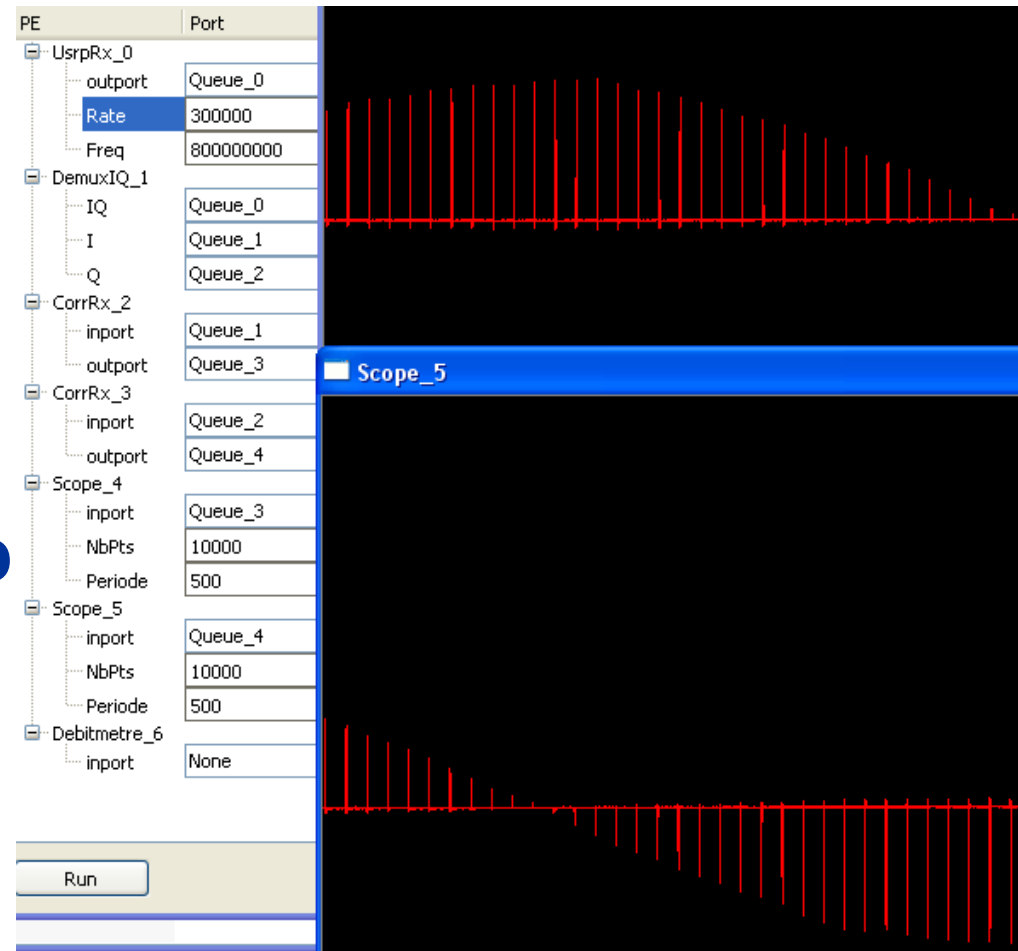 PE Port
UsrpRx_0
outport Queue_0
Rate 300000
Freq 800000000
DemuxIQ_1
IQ Queue_0
I Queue_1
Q Queue_2
CorrRx_2
inport Queue_1
outport Queue_3
CorrRx_3
inport Queue_2
outport Queue_4
Scope_4
inport Queue_3
NbPts 10000
Periode 500
Scope_5
inport Queue_4
NbPts 10000
Periode 500
Debitmetre_6
inport None
Run
Scope_5